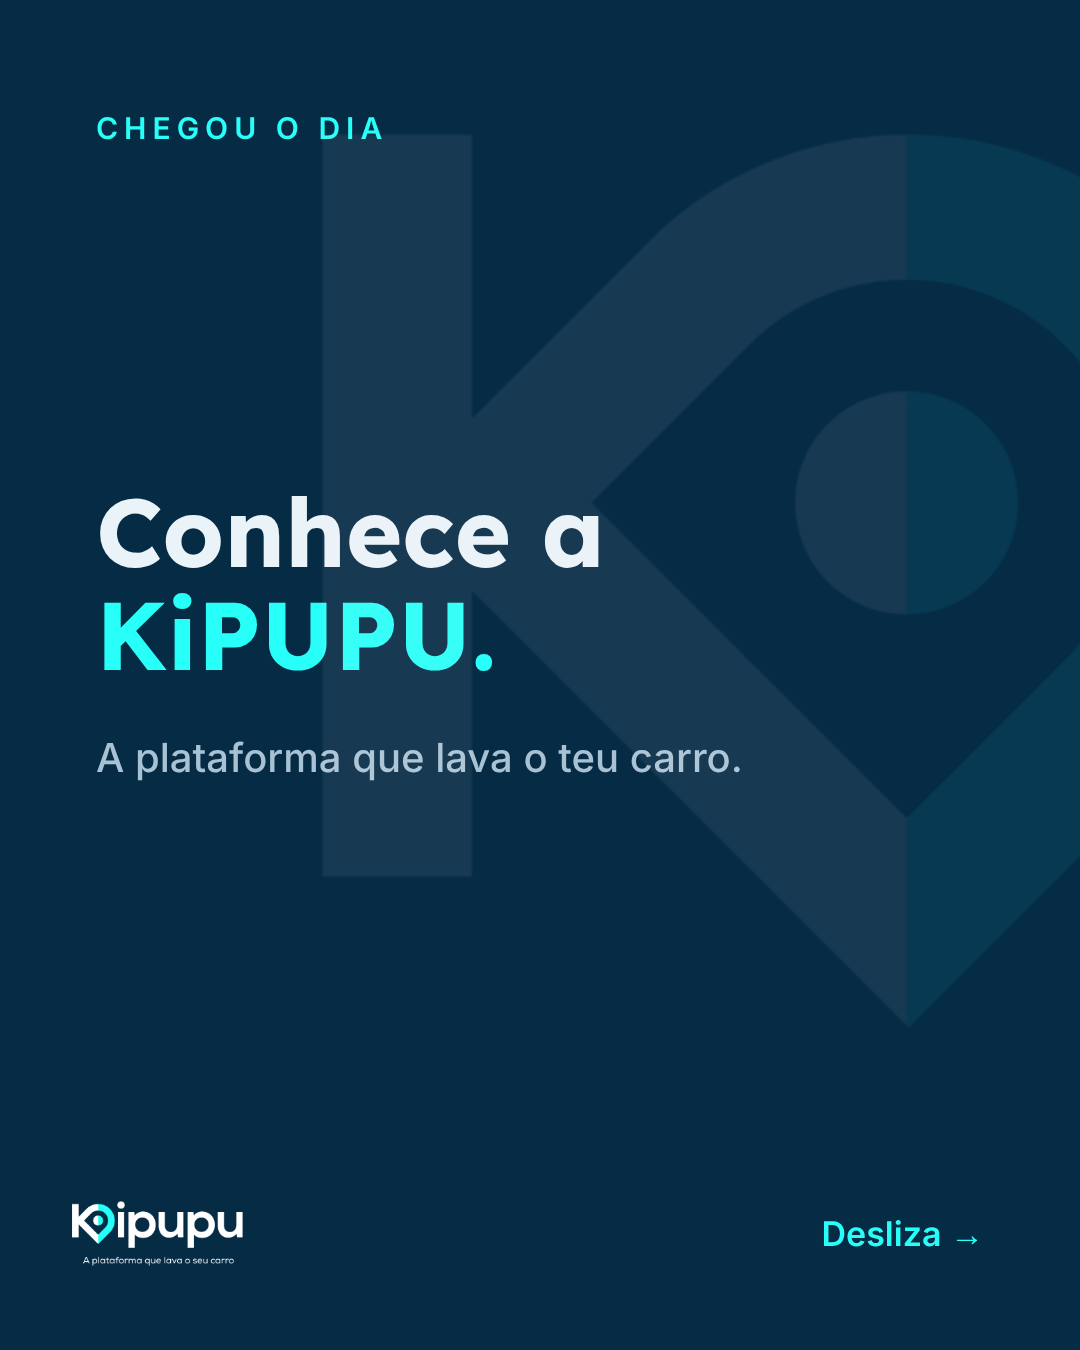 CHEGOU O DIA
Conhece a
KiPUPU.
A plataforma que lava o teu carro.
Kipupu
A plataforma que lava o seu carro
Desliza →